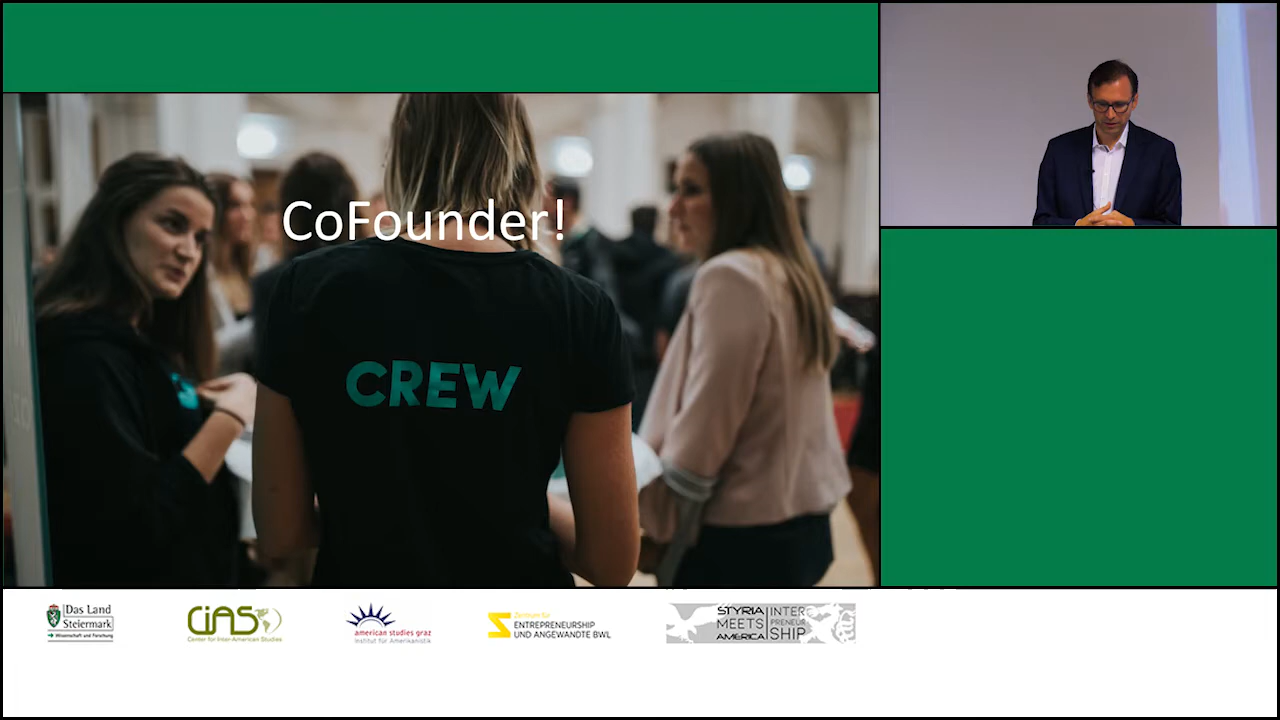 CoFounder!
CREW
Das Land
Steiermark
Wissenschaft und Forschung
CIAS
Center for Inter-American Studies
american studies graz
Institut für Amerikanistik
Zentrum für
ENTREPRENEURSHIP
UND ANGEWANDTE BWL
STYRIA
MEETS
AMERICA
INTER
PRENEUR
SHIP